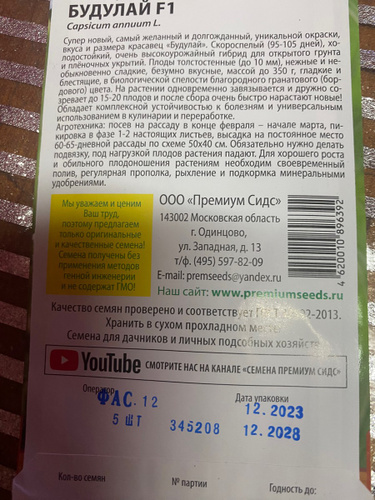 БУДУЛАЙ F1
Capsicum annuum L.
Супер новый, самый желанный и долгожданный, уникальной окраски,
вкуса и размера красавец «Будулай». Скороспелый (95-105 дней), хо-
лодостойкий, очень высокоурожайный гибрид для открытого грунта
и плёночных укрытий. Плоды толстостенные (до 10 мм), нежные и не-
обыкновенно сладкие, безумно вкусные, массой до 350 г, гладкие и
блестящие, в биологической спелости благородного гранатового (бор-
дового) цвета. На растении одновременно завязывается и дружно со-
зревает до 15-20 плодов и после сбора очень быстро нарастают новые!
Обладает комплексной устойчивостью к болезням и универсальным
использованием в кулинарии и переработке.
Агротехника: посев на рассаду в конце февраля – начале марта, пи-
кировка в фазе 1-2 настоящих листьев, высадка на постоянное место
60-65-дневной рассады по схеме 50x40 см. Обязательно нужно делать
подвязку, под нагрузкой плодов растения падают. Для хорошего роста
и обильного плодоношения растениям необходим своевременный
полив, регулярная прополка, рыхление и подкормка минеральными
удобрениями.
Мы уважаем и ценим
Ваш труд,
поэтому предлагаем
только оригинальные
и качественные семена!
Семена получены без
применения методов
генной инженерии
и не содержат ГМО!
ООО «Премиум Сидс»
143002 Московская область
г. Одинцово,
ул. Западная, д. 13
т/ф. (495) 597-82-09
E-mail: premseeds@yandex.ru
Наш сайт: www.premiumseeds.ru
4620010896392
Качество семян проверено и соответствует 32-2013.
Хранить в сухом прохладном месте.
Семена для дачников и личных подсобных хозяйств
YouTube СМОТРИТЕ НАС НА КАНАЛЕ «СЕМЕНА ПРЕМИУМ СИДС»
Оператор
Дата упаковки
ФАС. 12
12.2023
5 ШТ 345208 12.2028
Кол-во семян № партии Годность до: